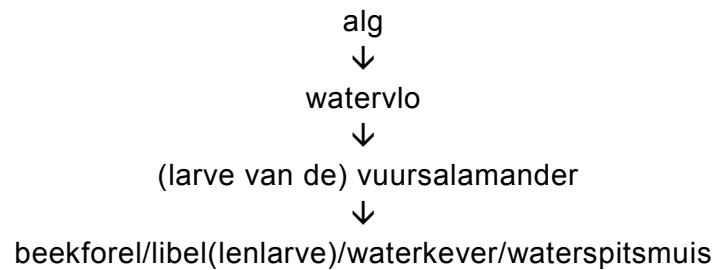 alg
↓
watervlo
↓
(larve van de) vuursalamander
↓
beekforel/libel(lenlarve)/waterkever/waterspitsmuis